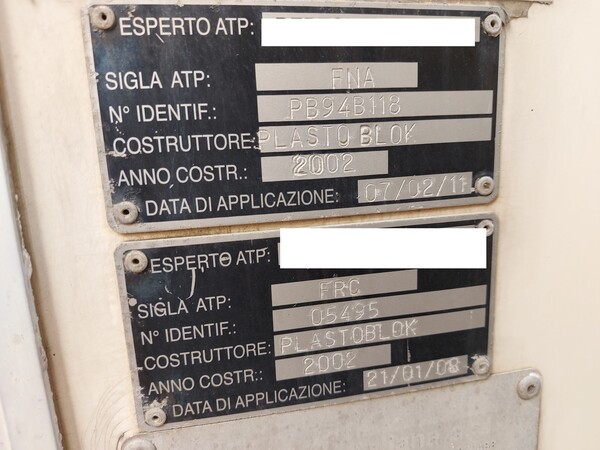 ESPERTO ATP:
SIGLA ATP: FNA
N° IDENTIF.: PB94B118
COSTRUTTORE: PLASTO BLOK
ANNO COSTR.: 2002
DATA DI APPLICAZIONE: 07/02/11
ESPERTO ATP:
SIGLA ATP: FRC
N° IDENTIF.: 05495
COSTRUTTORE: PLASTOBLOK
ANNO COSTR.: 2002
DATA DI APPLICAZIONE: 21/01/08